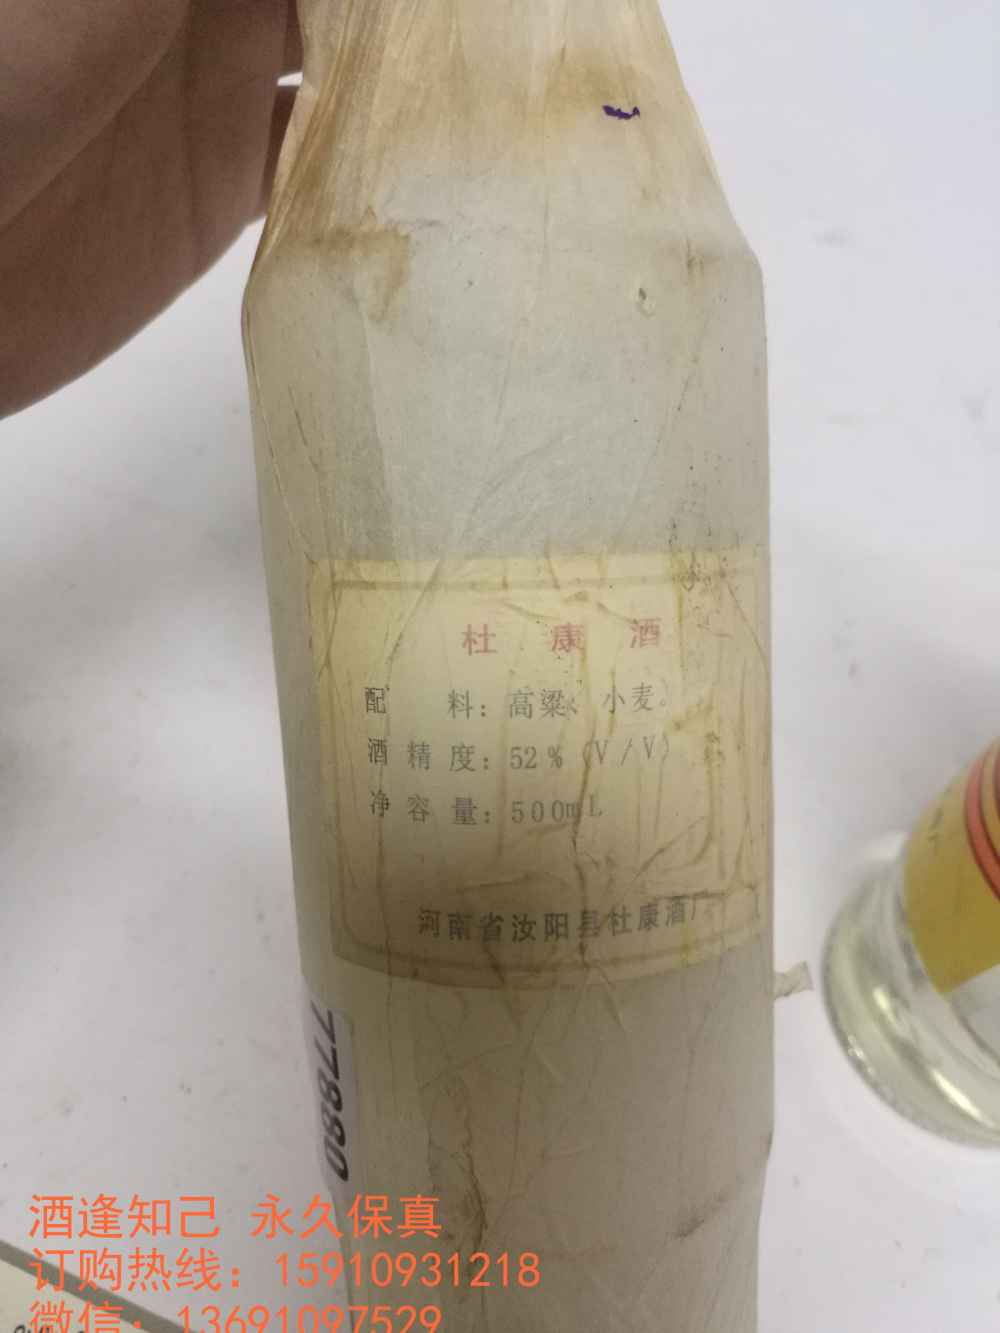 杜康酒
配料：高粱、小麦。
酒精度：52%（V/V）
净容量：500mL
河南省汝阳县杜康酒厂
77880
酒逢知己 永久保真
订购热线：15910931218
微信：13691097529